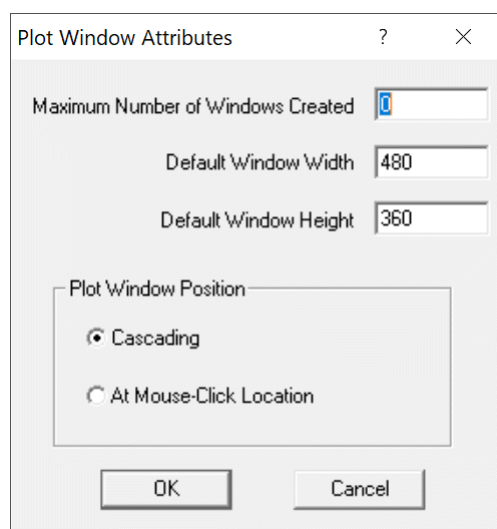 Plot Window Attributes ?
Maximum Number of Windows Created 0
Default Window Width 480
Default Window Height 360
Plot Window Position
Cascading
At Mouse-Click Location
OK Cancel